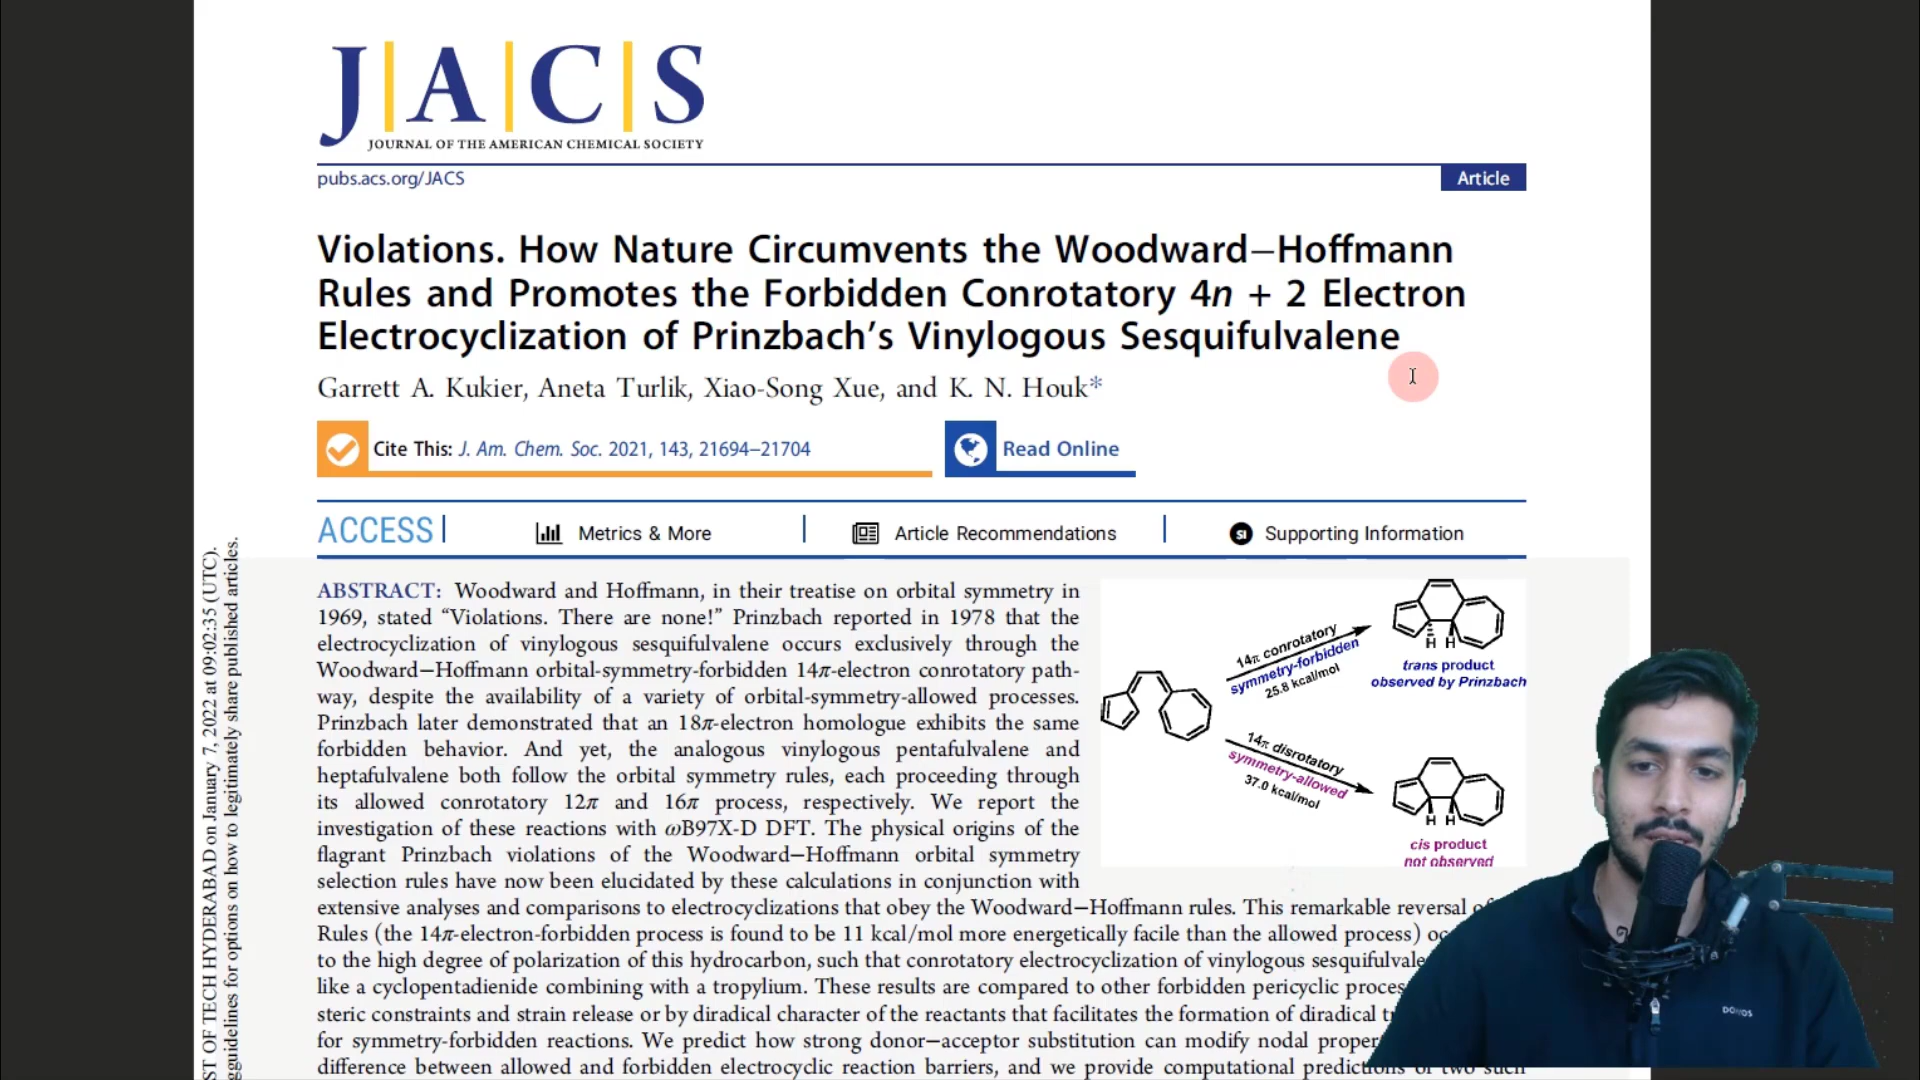 J|A|C|S
JOURNAL OF THE AMERICAN CHEMICAL SOCIETY
pubs.acs.org/JACS
Article
Violations. How Nature Circumvents the Woodward−Hoffmann
Rules and Promotes the Forbidden Conrotatory 4n + 2 Electron
Electrocyclization of Prinzbach's Vinylogous Sesquifulvalene
Garrett A. Kukier, Aneta Turlik, Xiao-Song Xue, and K. N. Houk*
Cite This: J. Am. Chem. Soc. 2021, 143, 21694−21704
Read Online
ACCESS
Metrics & More
Article Recommendations
SI Supporting Information
ABSTRACT: Woodward and Hoffmann, in their treatise on orbital symmetry in
1969, stated “Violations. There are none!” Prinzbach reported in 1978 that the
electrocyclization of vinylogous sesquifulvalene occurs exclusively through the
Woodward−Hoffmann orbital-symmetry-forbidden 14π-electron conrotatory path-
way, despite the availability of a variety of orbital-symmetry-allowed processes.
Prinzbach later demonstrated that an 18π-electron homologue exhibits the same
forbidden behavior. And yet, the analogous vinylogous pentafulvalene and
heptafulvalene both follow the orbital symmetry rules, each proceeding through
its allowed conrotatory 12π and 16π process, respectively. We report the
investigation of these reactions with ωB97X-D DFT. The physical origins of the
flagrant Prinzbach violations of the Woodward−Hoffmann orbital symmetry
selection rules have now been elucidated by these calculations in conjunction with
extensive analyses and comparisons to electrocyclizations that obey the Woodward−Hoffmann rules. This remarkable reversal
Rules (the 14π-electron-forbidden process is found to be 11 kcal/mol more energetically facile than the allowed process)
to the high degree of polarization of this hydrocarbon, such that conrotatory electrocyclization of vinylogous
like a cyclopentadienide combining with a tropylium. These results are compared to other forbidden pericyclic
steric constraints and strain release or by diradical character of the reactants that facilitates the formation of diradical
for symmetry-forbidden reactions. We predict how strong donor−acceptor substitution can modify nodal
difference between allowed and forbidden electrocyclic reaction barriers, and we provide computational predictions of two such
14π conrotatory
symmetry-forbidden
25.8 kcal/mol
H H
trans product
observed by Prinzbach
14π disrotatory
symmetry-allowed
37.0 kcal/mol
H H
cis product
not observed
ST OF TECH HYDERABAD on January 7, 2022 at 09:02:35 (UTC).
guidelines for options on how to legitimately share published articles.